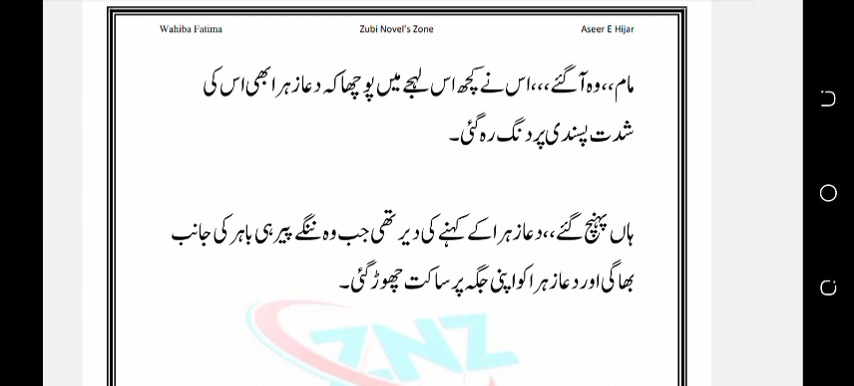 Wahiba Fatima Zubi Novel's Zone Aseer E Hijar
مام،،وہ آ گئے،،،اس نے کچھ اس لہجے میں پوچھا کہ دعا زہرا بھی اس کی
شدت پسندی پر دنگ رہ گئی۔
ہاں پہنچ گئے،،دعا زہرا کے کہنے کی دیر تھی جب وہ ننگے پیر ہی باہر کی جانب
بھاگی اور دعا زہرا کو اپنی جگہ پر ساکت چھوڑ گئی۔
ZNZ